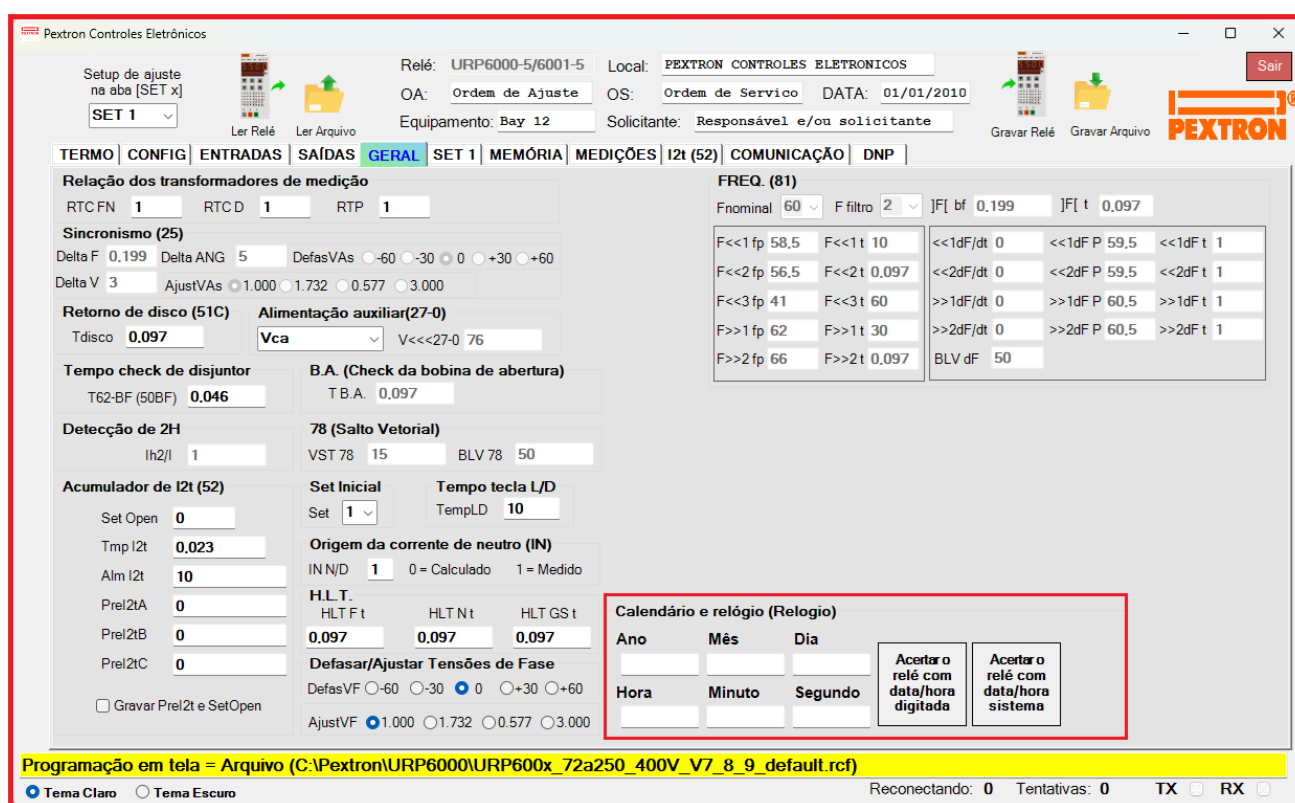 Pextron Controles Eletrônicos
Setup de ajuste
na aba [SET x]
SET 1
Ler Relé
Ler Arquivo
Relé: URP6000-5/6001-5
Local: PEXTRON CONTROLES ELETRONICOS
OA: Ordem de Ajuste
OS: Ordem de Servico
DATA: 01/01/2010
Equipamento: Bay 12
Solicitante: Responsável e/ou solicitante
Gravar Relé
Gravar Arquivo
Sair
PEXTRON®
TERMO CONFIG ENTRADAS SAÍDAS GERAL SET 1 MEMÓRIA MEDIÇÕES I2t (52) COMUNICAÇÃO DNP
Relação dos transformadores de medição
RTC FN 1 RTC D 1 RTP 1
Sincronismo (25)
Delta F 0,199 Delta ANG 5 DefasVAs -60 -30 0 +30 +60
Delta V 3 AjustVAs 1.000 1.732 0.577 3.000
Retorno de disco (51C)
Tdisco 0,097
Alimentação auxiliar(27-0)
Vca V<<<27-0 76
Tempo check de disjuntor
T62-BF (50BF) 0,046
B.A. (Check da bobina de abertura)
T B.A. 0,097
Detecção de 2H
Ih2/I 1
78 (Salto Vetorial)
VST 78 15 BLV 78 50
Acumulador de I2t (52)
Set Open 0
Tmp I2t 0,023
Alm I2t 10
PreI2tA 0
PreI2tB 0
PreI2tC 0
Gravar PreI2t e SetOpen
Set Inicial
Set 1
Tempo tecla L/D
TempLD 10
Origem da corrente de neutro (IN)
IN N/D 1 0 = Calculado 1 = Medido
H.L.T.
HLT F t HLT N t HLT GS t
0,097 0,097 0,097
Defasar/Ajustar Tensões de Fase
DefasVF -60 -30 0 +30 +60
AjustVF 1.000 1.732 0.577 3.000
FREQ. (81)
Fnominal 60 F filtro 2 ]F[ bf 0,199 ]F[ t 0,097
F<<1 fp 58,5 F<<1 t 10 <<1dF/dt 0 <<1dF P 59,5 <<1dF t 1
F<<2 fp 56,5 F<<2 t 0,097 <<2dF/dt 0 <<2dF P 59,5 <<2dF t 1
F<<3 fp 41 F<<3 t 60 >>1dF/dt 0 >>1dF P 60,5 >>1dF t 1
F>>1 fp 62 F>>1 t 30 >>2dF/dt 0 >>2dF P 60,5 >>2dF t 1
F>>2 fp 66 F>>2 t 0,097 BLV dF 50
Calendário e relógio (Relogio)
Ano Mês Dia
Hora Minuto Segundo
Acertar o
relé com
data/hora
digitada
Acertar o
relé com
data/hora
sistema
Programação em tela = Arquivo (C:\Pextron\URP6000\URP600x_72a250_400V_V7_8_9_default.rcf)
Tema Claro Tema Escuro
Reconectando: 0 Tentativas: 0 TX RX